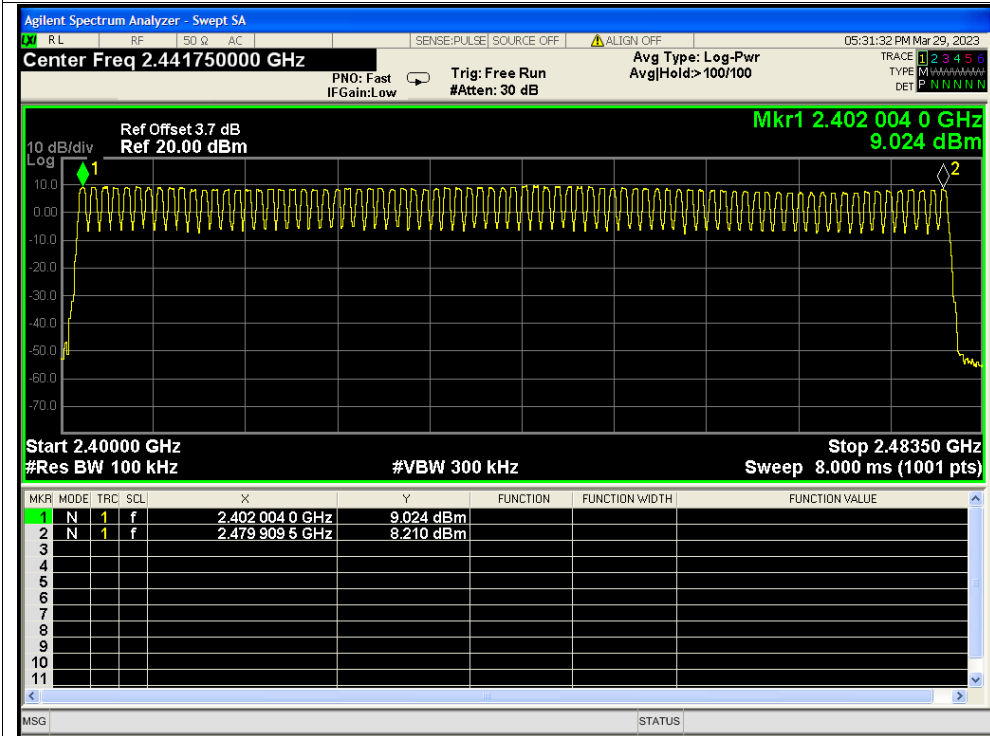 Agilent Spectrum Analyzer - Swept SA
LXI RL RF 50 Ω AC SENSE:PULSE SOURCE OFF ALIGN OFF 05:31:32 PM Mar 29, 2023
Center Freq 2.441750000 GHz
PNO: Fast
IFGain:Low
Trig: Free Run
#Atten: 30 dB
Avg Type: Log-Pwr
Avg|Hold:>100/100
TRACE 1 2 3 4 5 6
TYPE M
DET P N N N N N
Mkr1 2.402 004 0 GHz
9.024 dBm
Ref Offset 3.7 dB
10 dB/div Ref 20.00 dBm
Log
1
2
10.0
0.00
-10.0
-20.0
-30.0
-40.0
-50.0
-60.0
-70.0
Start 2.40000 GHz Stop 2.48350 GHz
#Res BW 100 kHz #VBW 300 kHz Sweep 8.000 ms (1001 pts)
MKR MODE TRC SCL X Y FUNCTION FUNCTION WIDTH FUNCTION VALUE
1 N 1 f 2.402 004 0 GHz 9.024 dBm
2 N 1 f 2.479 909 5 GHz 8.210 dBm
3
4
5
6
7
8
9
10
11
MSG STATUS